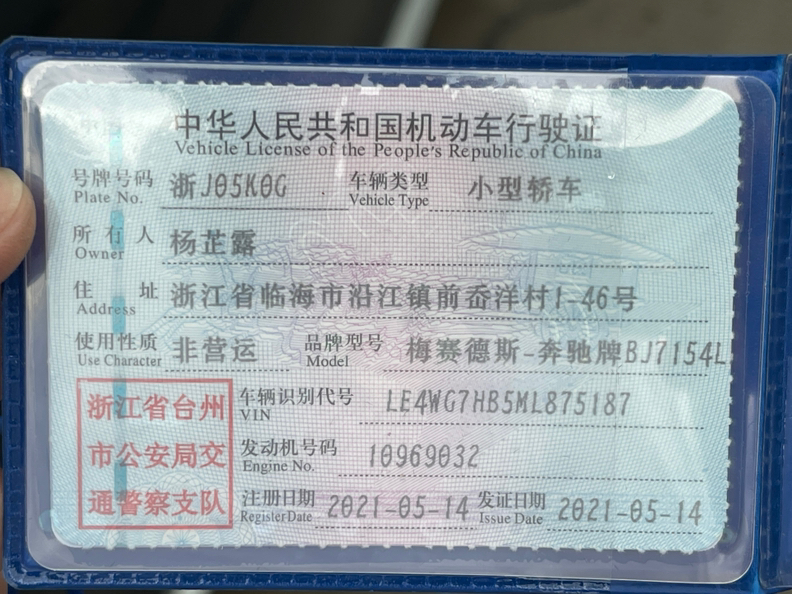 中华人民共和国机动车行驶证
Vehicle License of the People's Republic of China
号牌号码 浙J05K0G 车辆类型 小型轿车
Plate No. Vehicle Type
所有人 杨芷露
Owner
住址 浙江省临海市沿江镇前岙洋村1-46号
Address
使用性质 非营运 品牌型号 梅赛德斯-奔驰牌BJ7154L
Use Character Model
浙江省台州
市公安局交
通警察支队
车辆识别代号 LE4WG7HB5ML875187
VIN
发动机号码 10969032
Engine No.
注册日期 2021-05-14 发证日期 2021-05-14
Register Date Issue Date